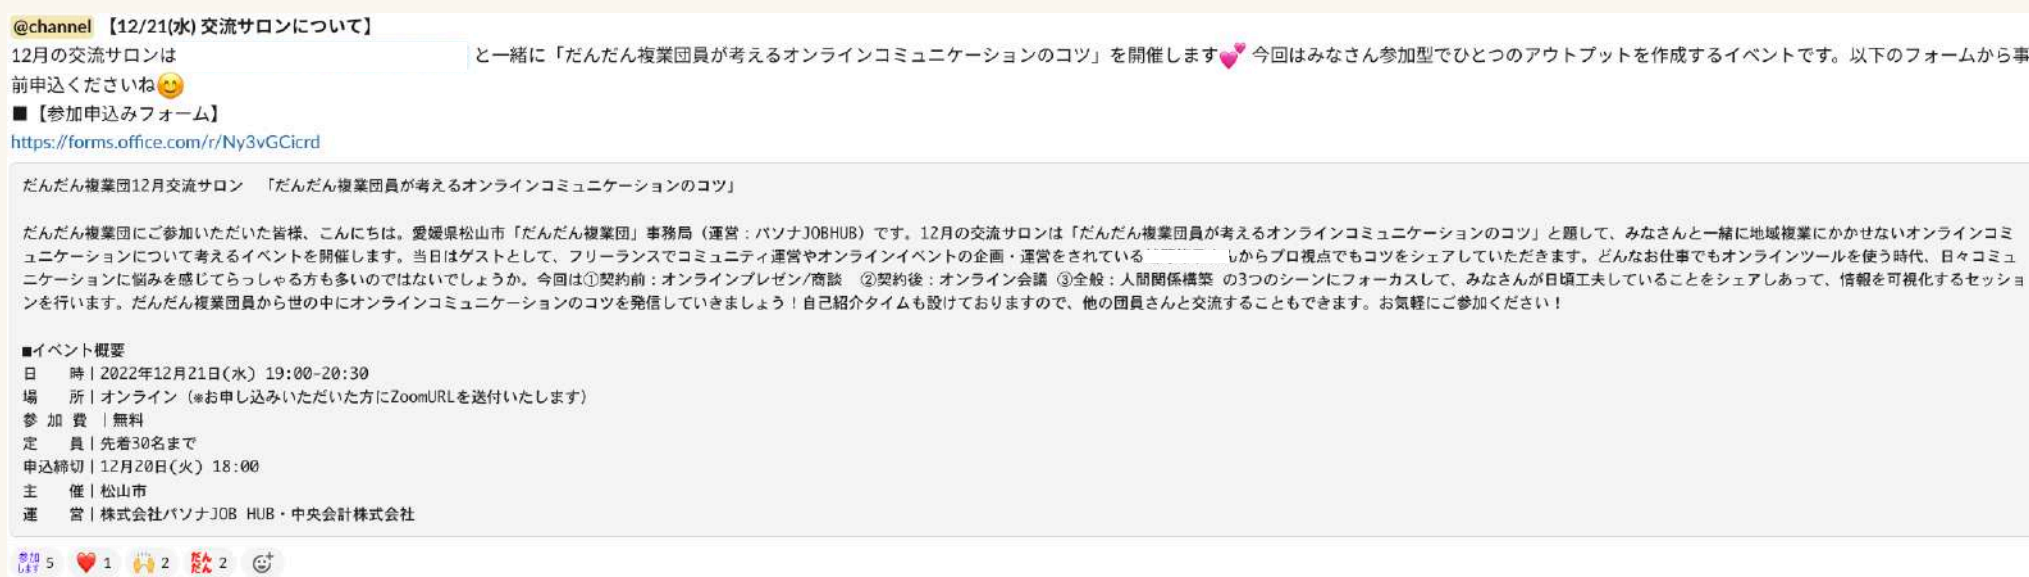 @channel 【12/21(水) 交流サロンについて】
12月の交流サロンは と一緒に「だんだん複業団員が考えるオンラインコミュニケーションのコツ」を開催します💕 今回はみなさん参加型でひとつのアウトプットを作成するイベントです。以下のフォームから事
前申込くださいね😊
■【参加申込みフォーム】
https://forms.office.com/r/Ny3vGCicrd
だんだん複業団12月交流サロン 「だんだん複業団員が考えるオンラインコミュニケーションのコツ」
だんだん複業団にご参加いただいた皆様、こんにちは。愛媛県松山市「だんだん複業団」事務局（運営：パソナJOBHUB）です。12月の交流サロンは「だんだん複業団員が考えるオンラインコミュニケーションのコツ」と題して、みなさんと一緒に地域複業にかかせないオンラインコミ
ュニケーションについて考えるイベントを開催します。当日はゲストとして、フリーランスでコミュニティ運営やオンラインイベントの企画・運営をされている からプロ視点でもコツをシェアしていただきます。どんなお仕事でもオンラインツールを使う時代、日々コミュ
ニケーションに悩みを感じてらっしゃる方も多いのではないでしょうか。今回は①契約前：オンラインプレゼン/商談 ②契約後：オンライン会議 ③全般：人間関係構築 の3つのシーンにフォーカスして、みなさんが日頃工夫していることをシェアしあって、情報を可視化するセッショ
ンを行います。だんだん複業団員から世の中にオンラインコミュニケーションのコツを発信していきましょう！自己紹介タイムも設けておりますので、他の団員さんと交流することもできます。お気軽にご参加ください！
■イベント概要
日 時｜2022年12月21日(水) 19:00-20:30
場 所｜オンライン（※お申し込みいただいた方にZoomURLを送付いたします）
参 加 費 ｜無料
定 員｜先着30名まで
申込締切｜12月20日(火) 18:00
主 催｜松山市
運 営｜株式会社パソナJOB HUB・中央会計株式会社
参加します 5 ❤️ 1 🙌 2 だんだん 2